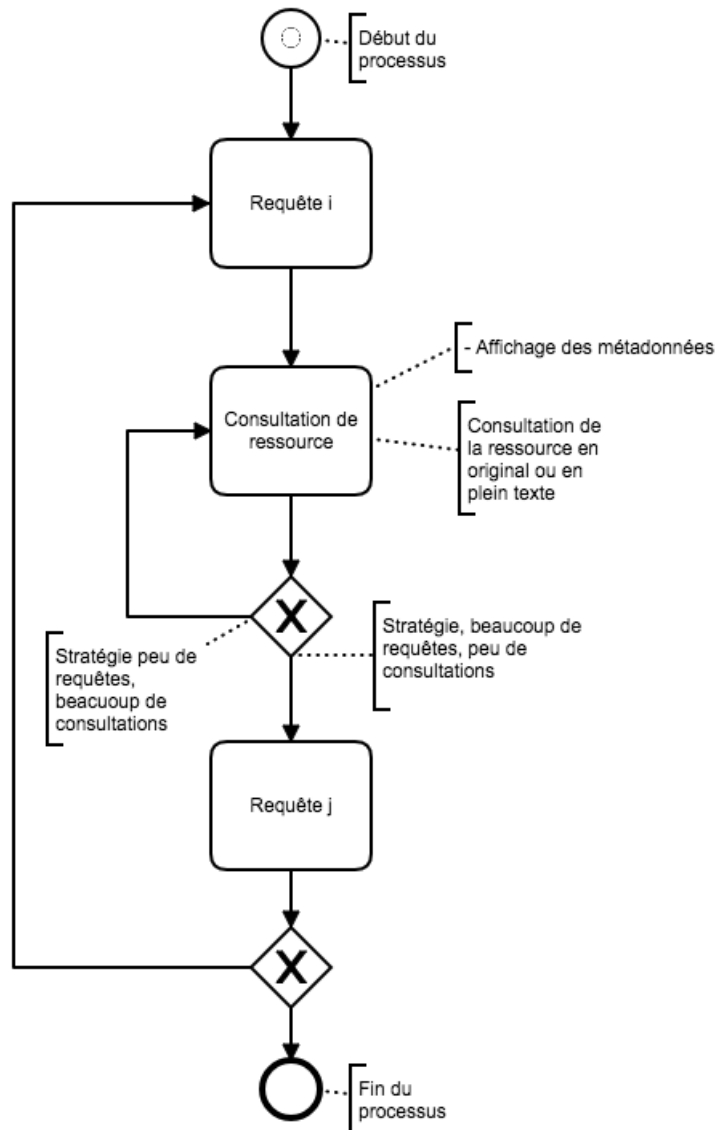 Début du
processus
Requête i
- Affichage des métadonnées
Consultation de
ressource
Consultation de
la ressource en
original ou en
plein texte
X
Stratégie, beaucoup de
requêtes, peu de
consultations
Stratégie peu de
requêtes,
beacuoup de
consultations
Requête j
X
Fin du
processus